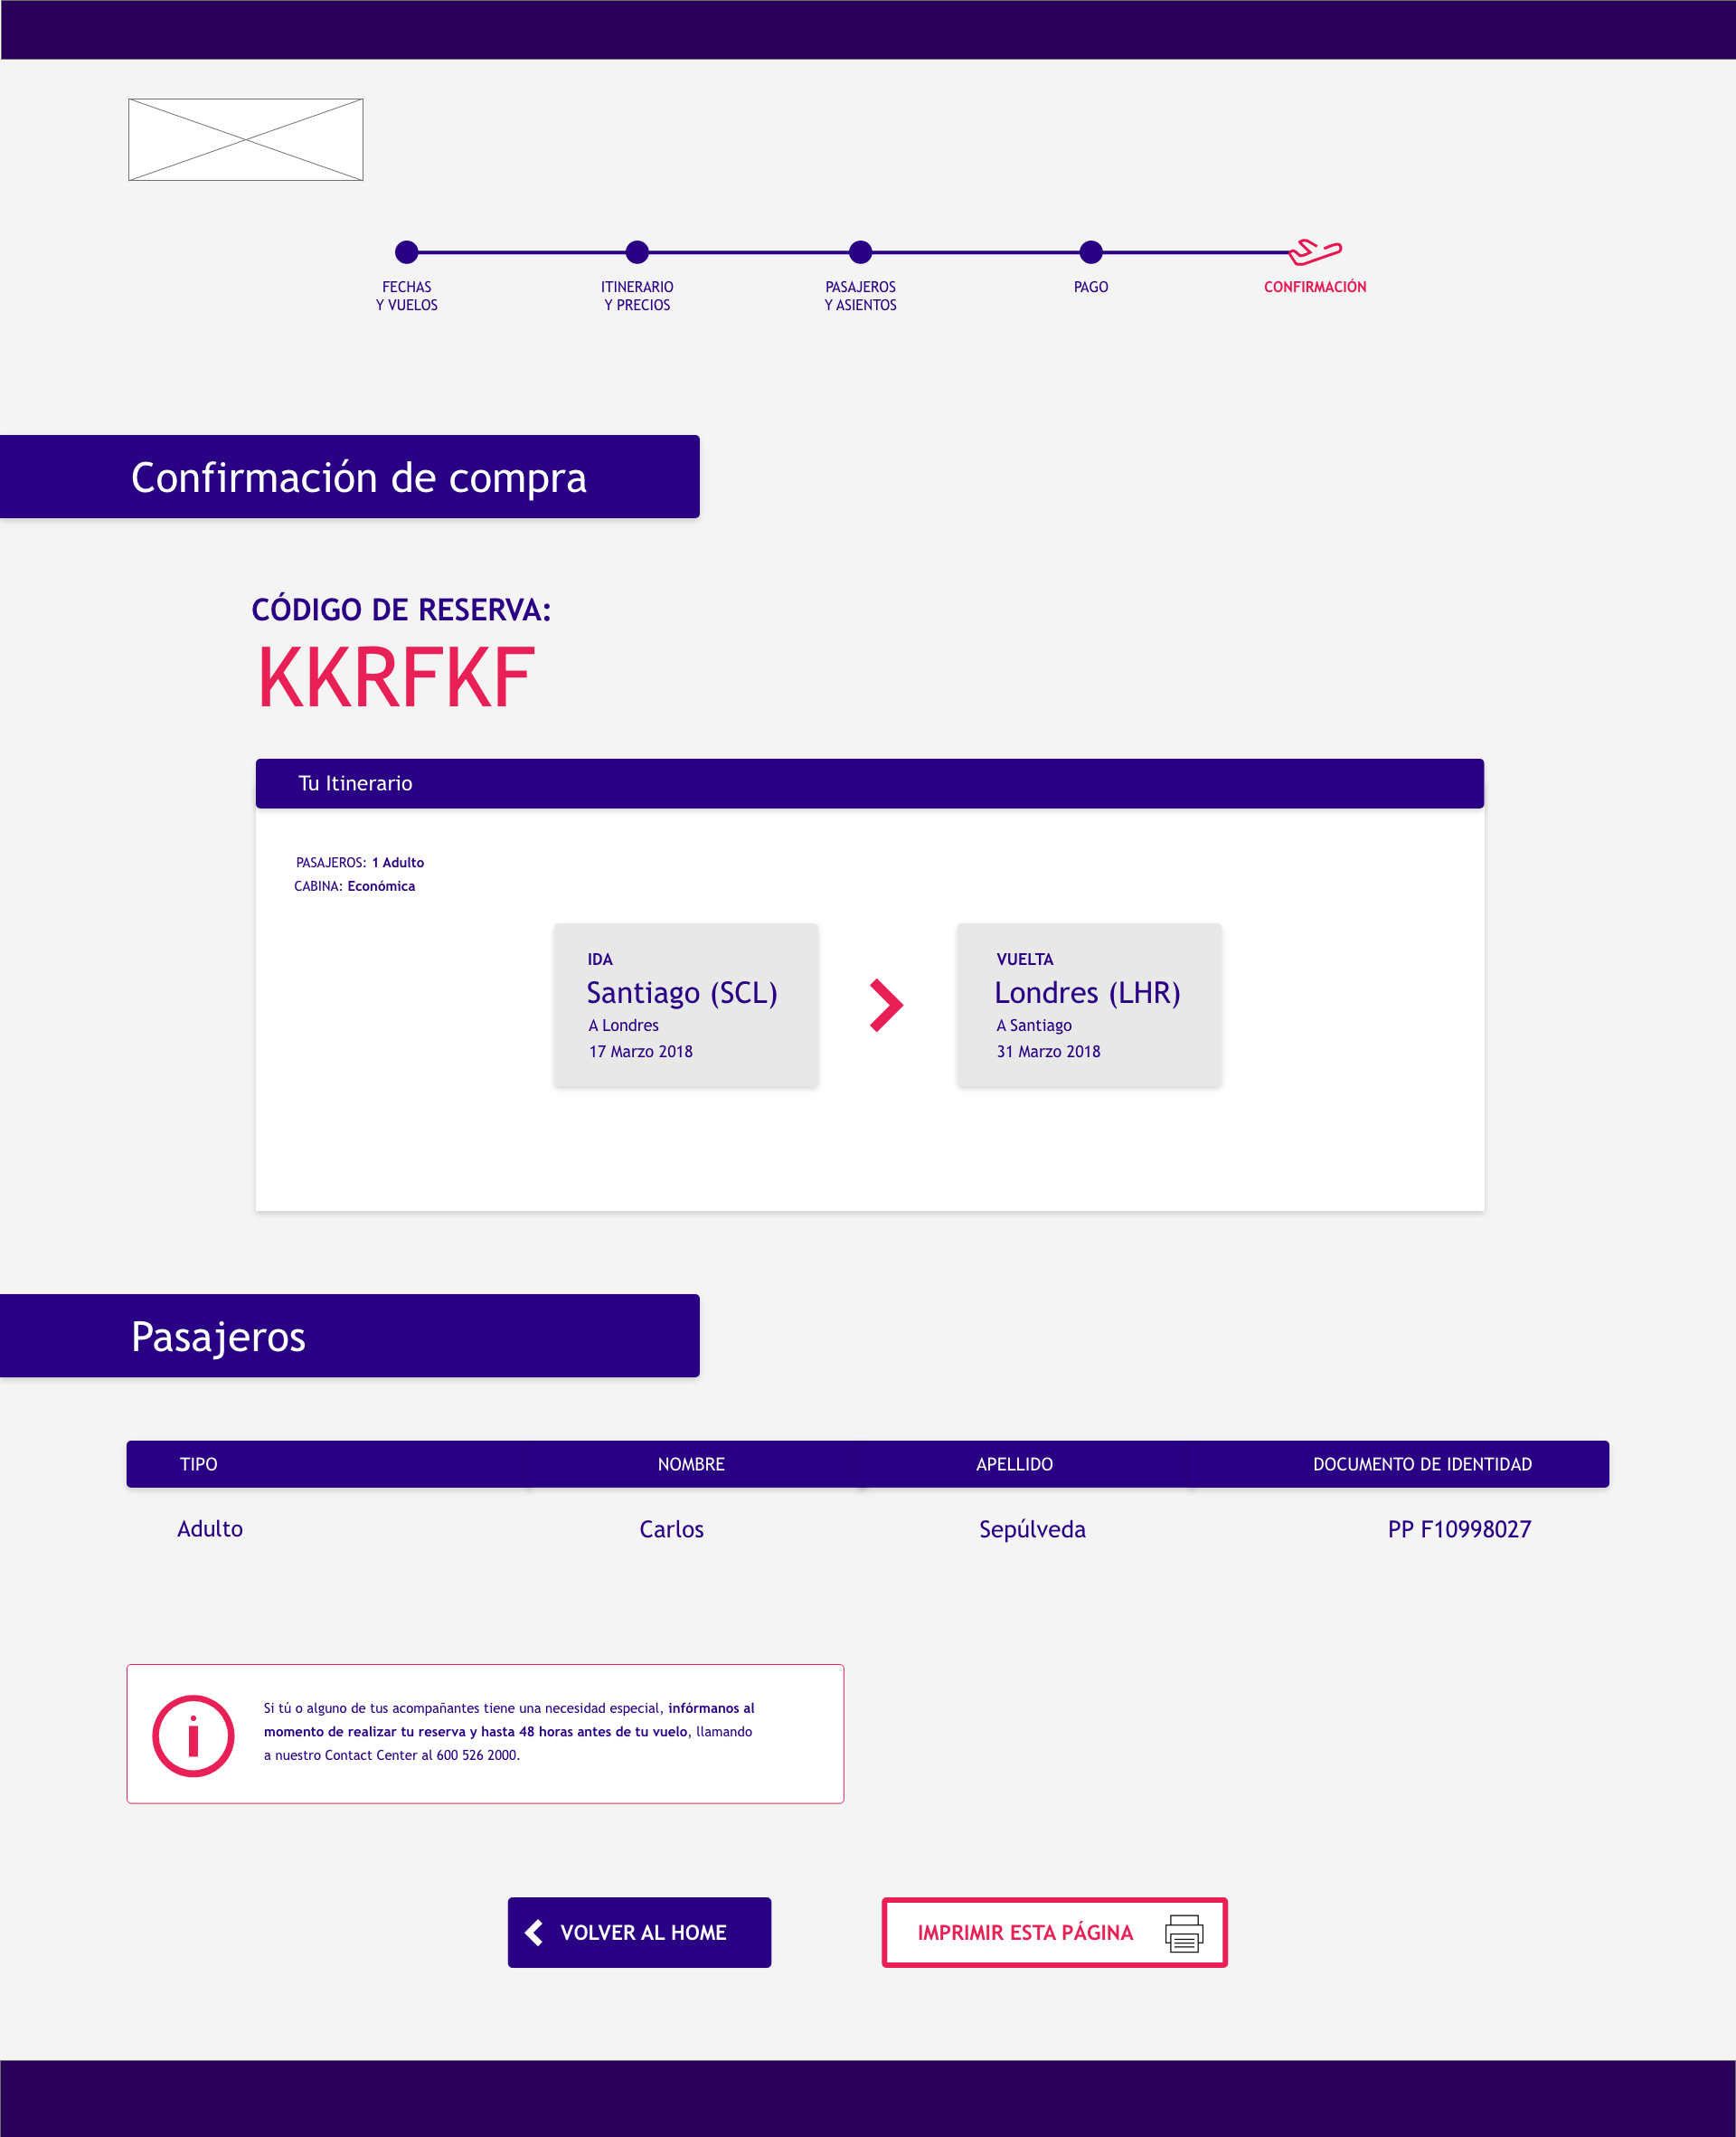 FECHAS
Y VUELOS
ITINERARIO
Y PRECIOS
PASAJEROS
Y ASIENTOS
PAGO
CONFIRMACIÓN
Confirmación de compra
CÓDIGO DE RESERVA:
KKRFKF
Tu Itinerario
PASAJEROS: 1 Adulto
CABINA: Económica
IDA
Santiago (SCL)
A Londres
17 Marzo 2018
VUELTA
Londres (LHR)
A Santiago
31 Marzo 2018
Pasajeros
TIPO NOMBRE APELLIDO DOCUMENTO DE IDENTIDAD
Adulto Carlos Sepúlveda PP F10998027
Si tú o alguno de tus acompañantes tiene una necesidad especial, infórmanos al
momento de realizar tu reserva y hasta 48 horas antes de tu vuelo, llamando
a nuestro Contact Center al 600 526 2000.
VOLVER AL HOME
IMPRIMIR ESTA PÁGINA